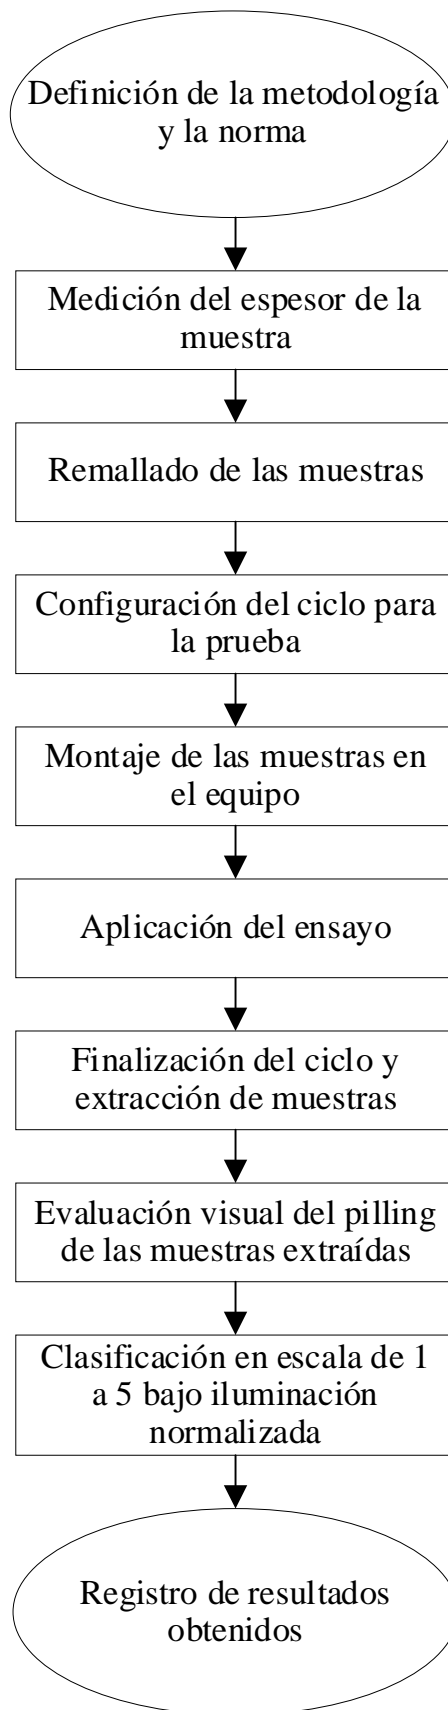 Definición de la metodología
y la norma
Medición del espesor de la
muestra
Remallado de las muestras
Configuración del ciclo para
la prueba
Montaje de las muestras en
el equipo
Aplicación del ensayo
Finalización del ciclo y
extracción de muestras
Evaluación visual del pilling
de las muestras extraídas
Clasificación en escala de 1
a 5 bajo iluminación
normalizada
Registro de resultados
obtenidos